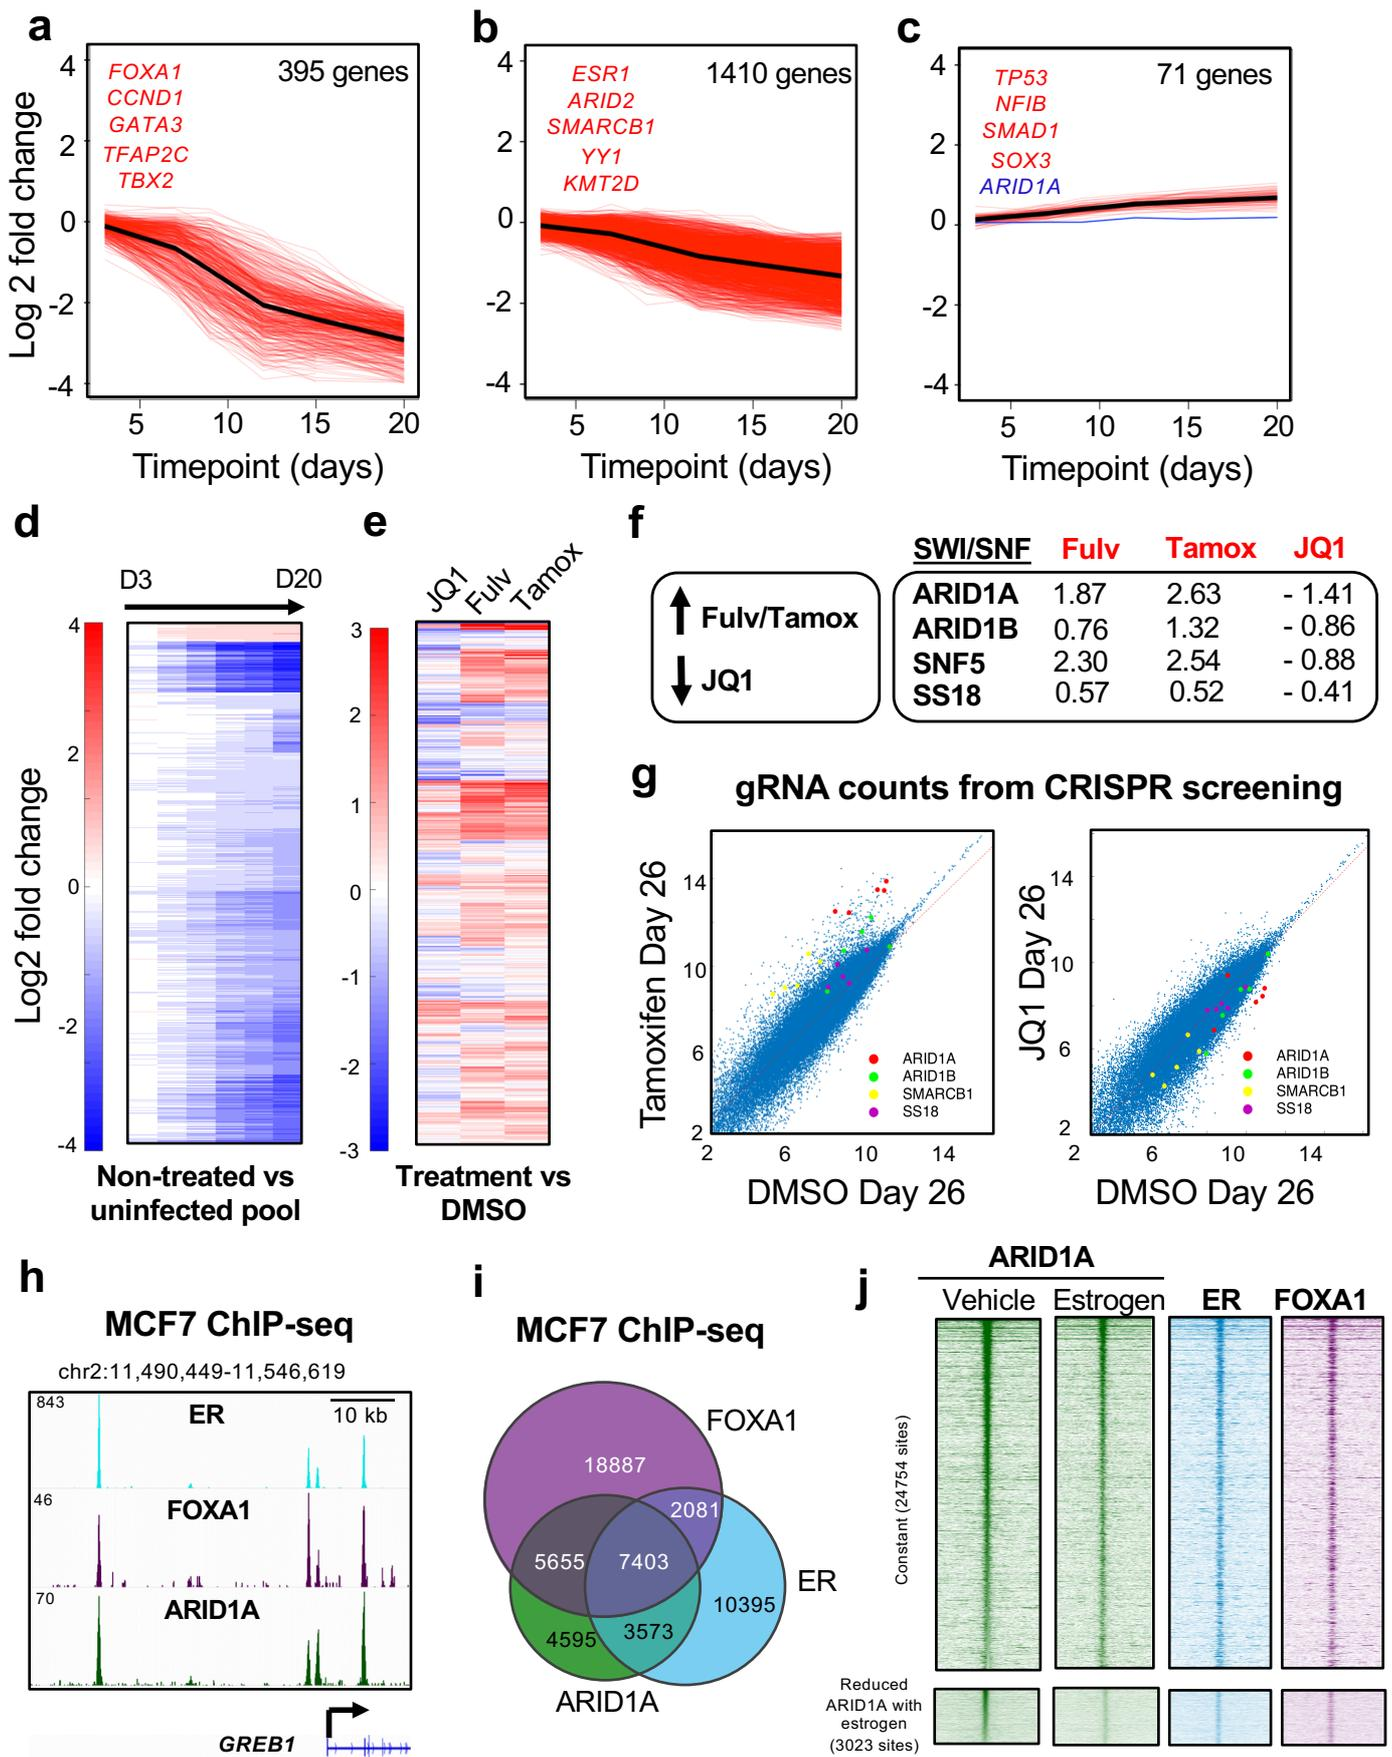 a
395 genes
FOXA1
CCND1
GATA3
TFAP2C
TBX2
Log 2 fold change
4
2
0
-2
-4
5
10
15
20
Timepoint (days)
b
1410 genes
ESR1
ARID2
SMARCB1
YY1
KMT2D
4
2
0
-2
-4
5
10
15
20
Timepoint (days)
c
71 genes
TP53
NFIB
SMAD1
SOX3
ARID1A
4
2
0
-2
-4
5
10
15
20
Timepoint (days)
d
D3 D20
Log2 fold change
4
2
0
-2
-4
Non-treated vs
uninfected pool
e
JQ1
Fulv
Tamox
3
2
1
0
-1
-2
-3
Treatment vs
DMSO
f
Fulv/Tamox
JQ1
SWI/SNF Fulv Tamox JQ1
ARID1A 1.87 2.63 - 1.41
ARID1B 0.76 1.32 - 0.86
SNF5 2.30 2.54 - 0.88
SS18 0.57 0.52 - 0.41
g
gRNA counts from CRISPR screening
Tamoxifen Day 26
14
10
6
2
2
6
10
14
ARID1A
ARID1B
SMARCB1
SS18
DMSO Day 26
JQ1 Day 26
14
10
6
2
2
6
10
14
ARID1A
ARID1B
SMARCB1
SS18
DMSO Day 26
h
MCF7 ChIP-seq
chr2:11,490,449-11,546,619
843
ER
10 kb
46
FOXA1
70
ARID1A
GREB1
i
MCF7 ChIP-seq
FOXA1
18887
2081
5655
7403
ER
10395
4595
3573
ARID1A
j
ARID1A
Vehicle Estrogen ER FOXA1
Constant (24754 sites)
Reduced
ARID1A with
estrogen
(3023 sites)